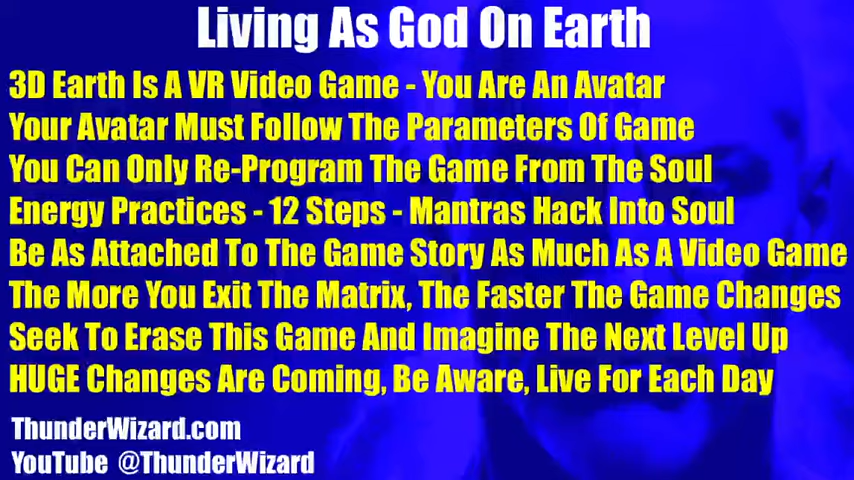 Living As God On Earth
3D Earth Is A VR Video Game - You Are An Avatar
Your Avatar Must Follow The Parameters Of Game
You Can Only Re-Program The Game From The Soul
Energy Practices - 12 Steps - Mantras Hack Into Soul
Be As Attached To The Game Story As Much As A Video Game
The More You Exit The Matrix, The Faster The Game Changes
Seek To Erase This Game And Imagine The Next Level Up
HUGE Changes Are Coming, Be Aware, Live For Each Day
ThunderWizard.com
YouTube @ThunderWizard